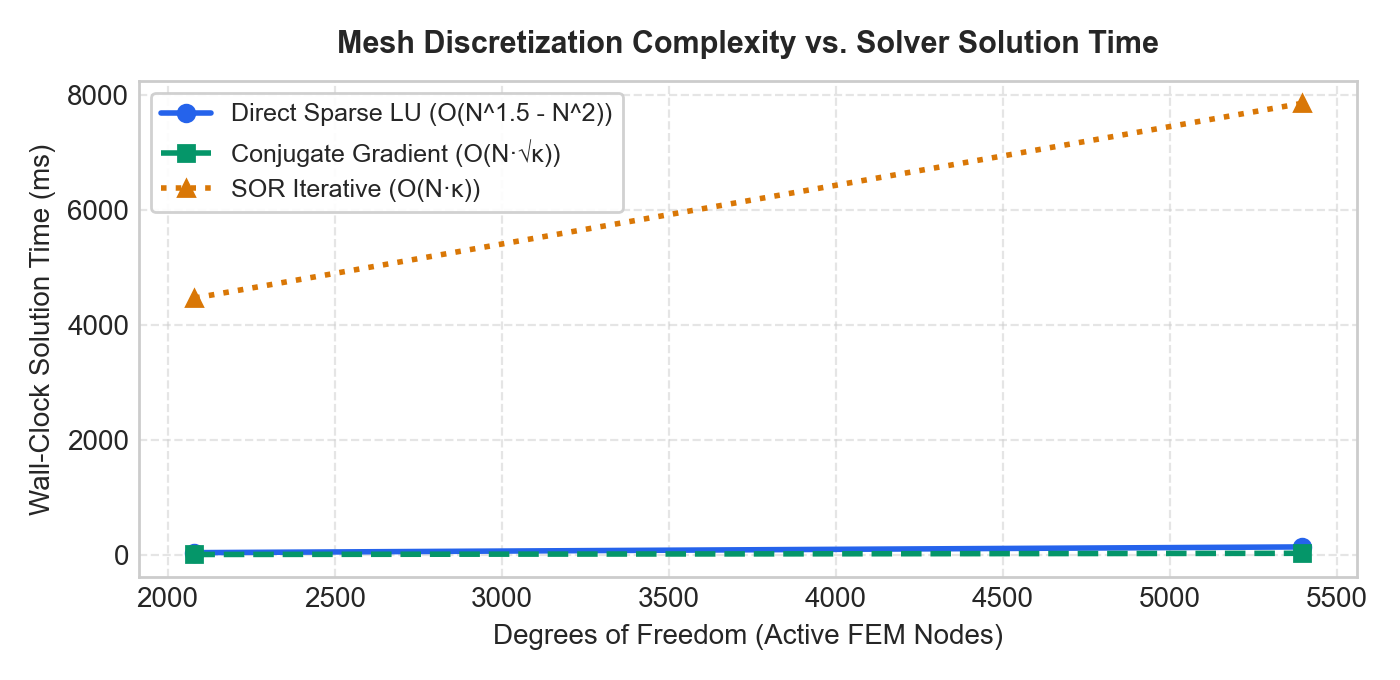 Mesh Discretization Complexity vs. Solver Solution Time
Direct Sparse LU (O(N^1.5 - N^2))
Conjugate Gradient (O(N·√κ))
SOR Iterative (O(N·κ))
Wall-Clock Solution Time (ms)
8000
6000
4000
2000
0
2000 2500 3000 3500 4000 4500 5000 5500
Degrees of Freedom (Active FEM Nodes)